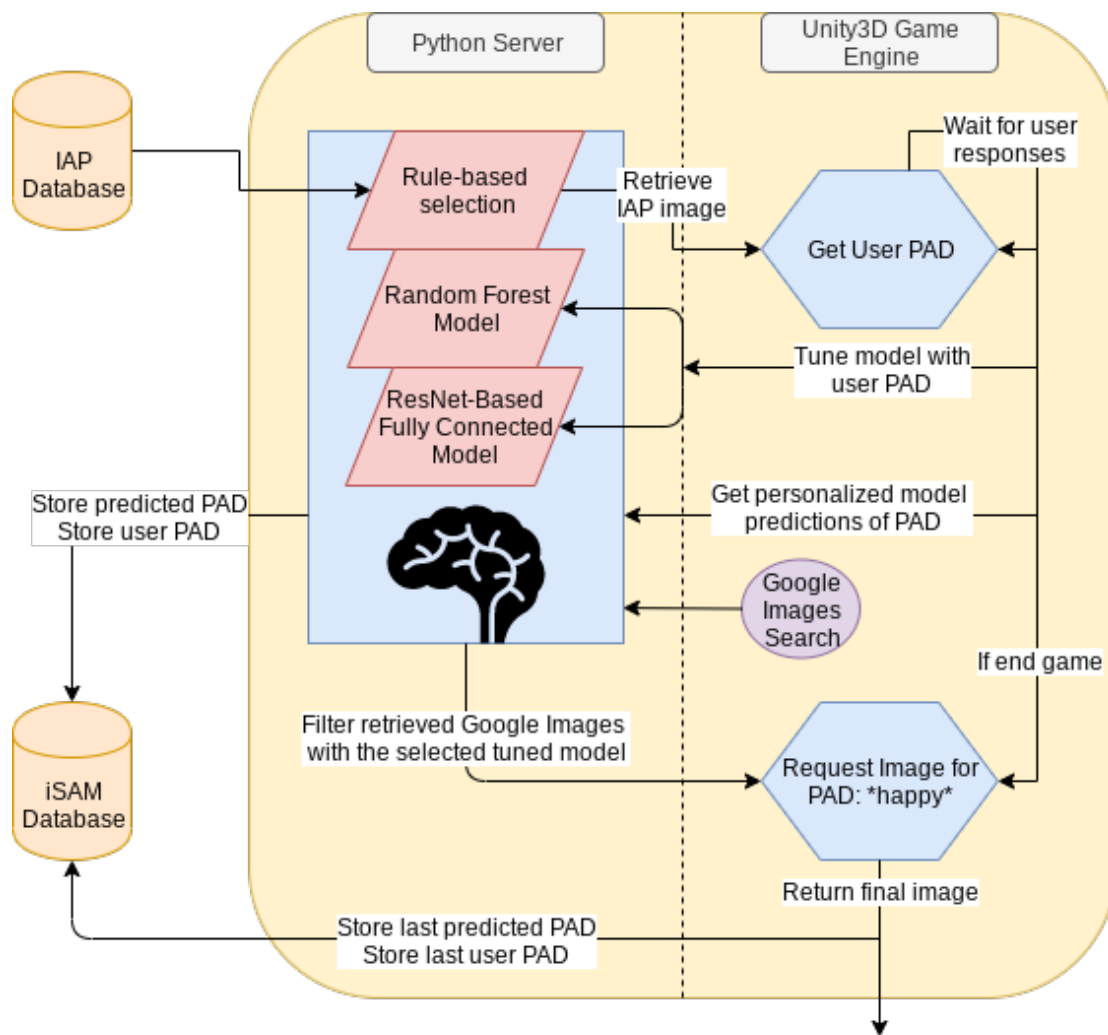 Python Server
Unity3D Game
Engine
IAP
Database
Rule-based
selection
Retrieve
IAP image
Wait for user
responses
Get User PAD
Random Forest
Model
Tune model with
user PAD
ResNet-Based
Fully Connected
Model
Store predicted PAD
Store user PAD
Get personalized model
predictions of PAD
Google
Images
Search
If end game
Filter retrieved Google Images
with the selected tuned model
Request Image for
PAD: *happy*
iSAM
Database
Return final image
Store last predicted PAD
Store last user PAD